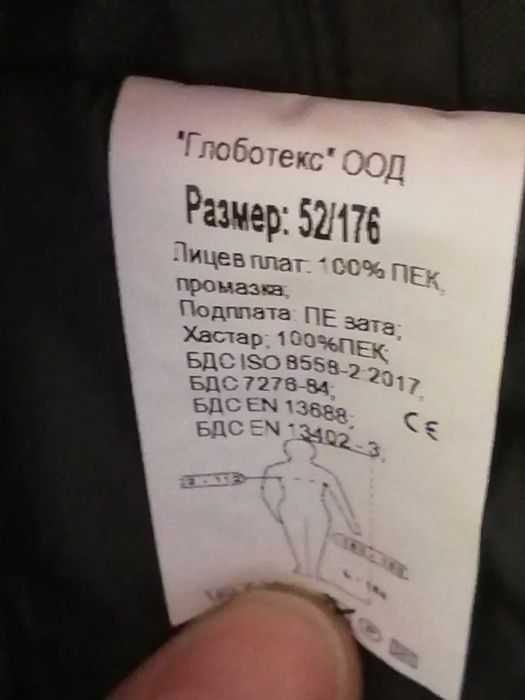 "Глоботекс" ООД
Размер: 52/176
Лицев плат: 100% ПЕК,
промазка;
Подплата: ПЕ вата;
Хастар; 100%ПЕК;
БДС ISO 8559-2:2017,
БДС 7276-84;
БДС EN 13688;
CE
БДС EN 13402 - 3,